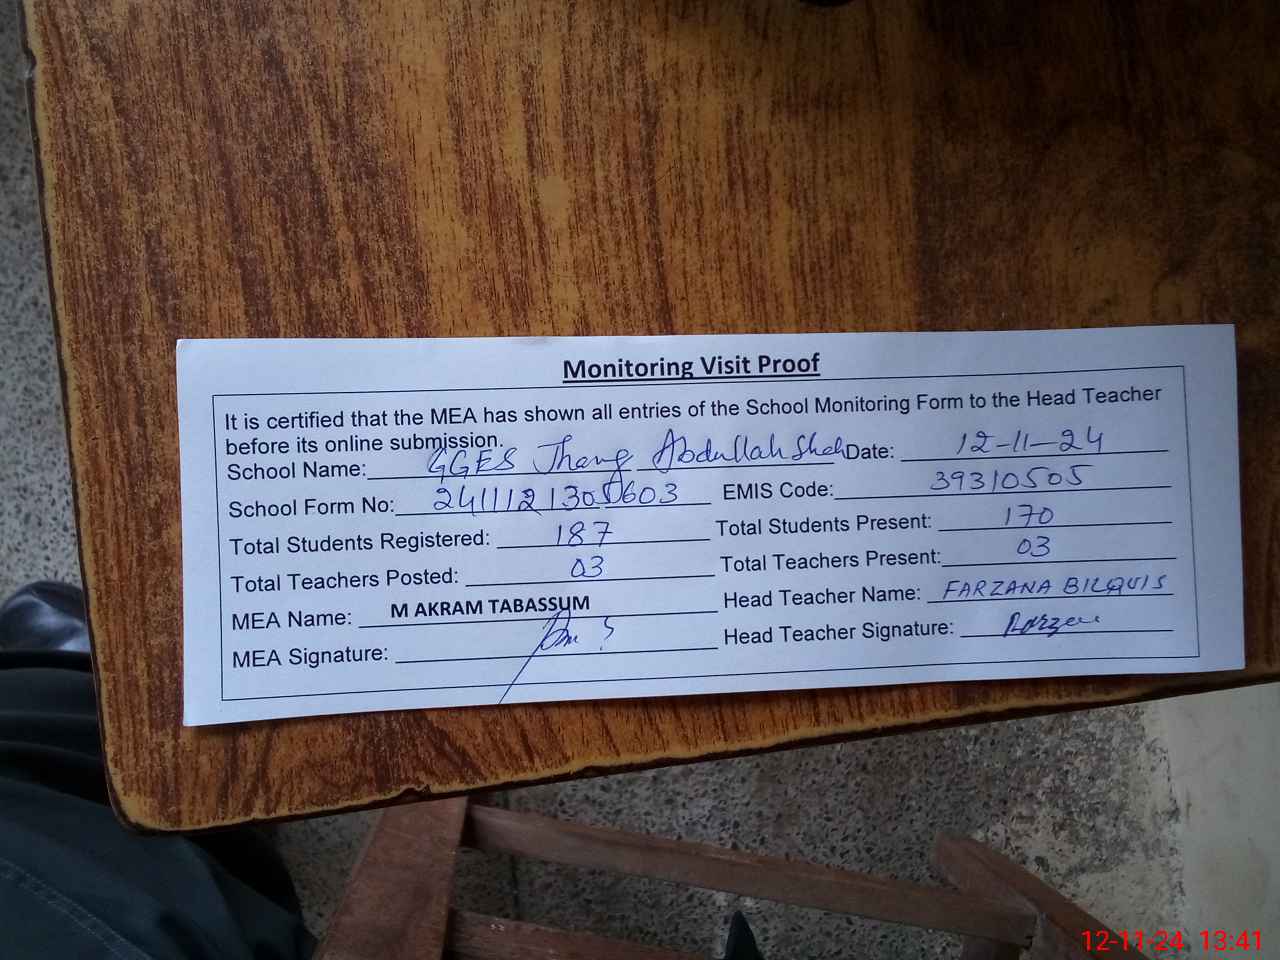 Monitoring Visit Proof
It is certified that the MEA has shown all entries of the School Monitoring Form to the Head Teacher
before its online submission.
School Name: GGES Jhang Abdullah Shah Date: 12-11-24
School Form No: 2411121305603 EMIS Code: 39310505
Total Students Registered: 187 Total Students Present: 170
Total Teachers Posted: 03 Total Teachers Present: 03
MEA Name: M AKRAM TABASSUM Head Teacher Name: FARZANA BILQUIS
MEA Signature: Head Teacher Signature:
12-11-24 13:41